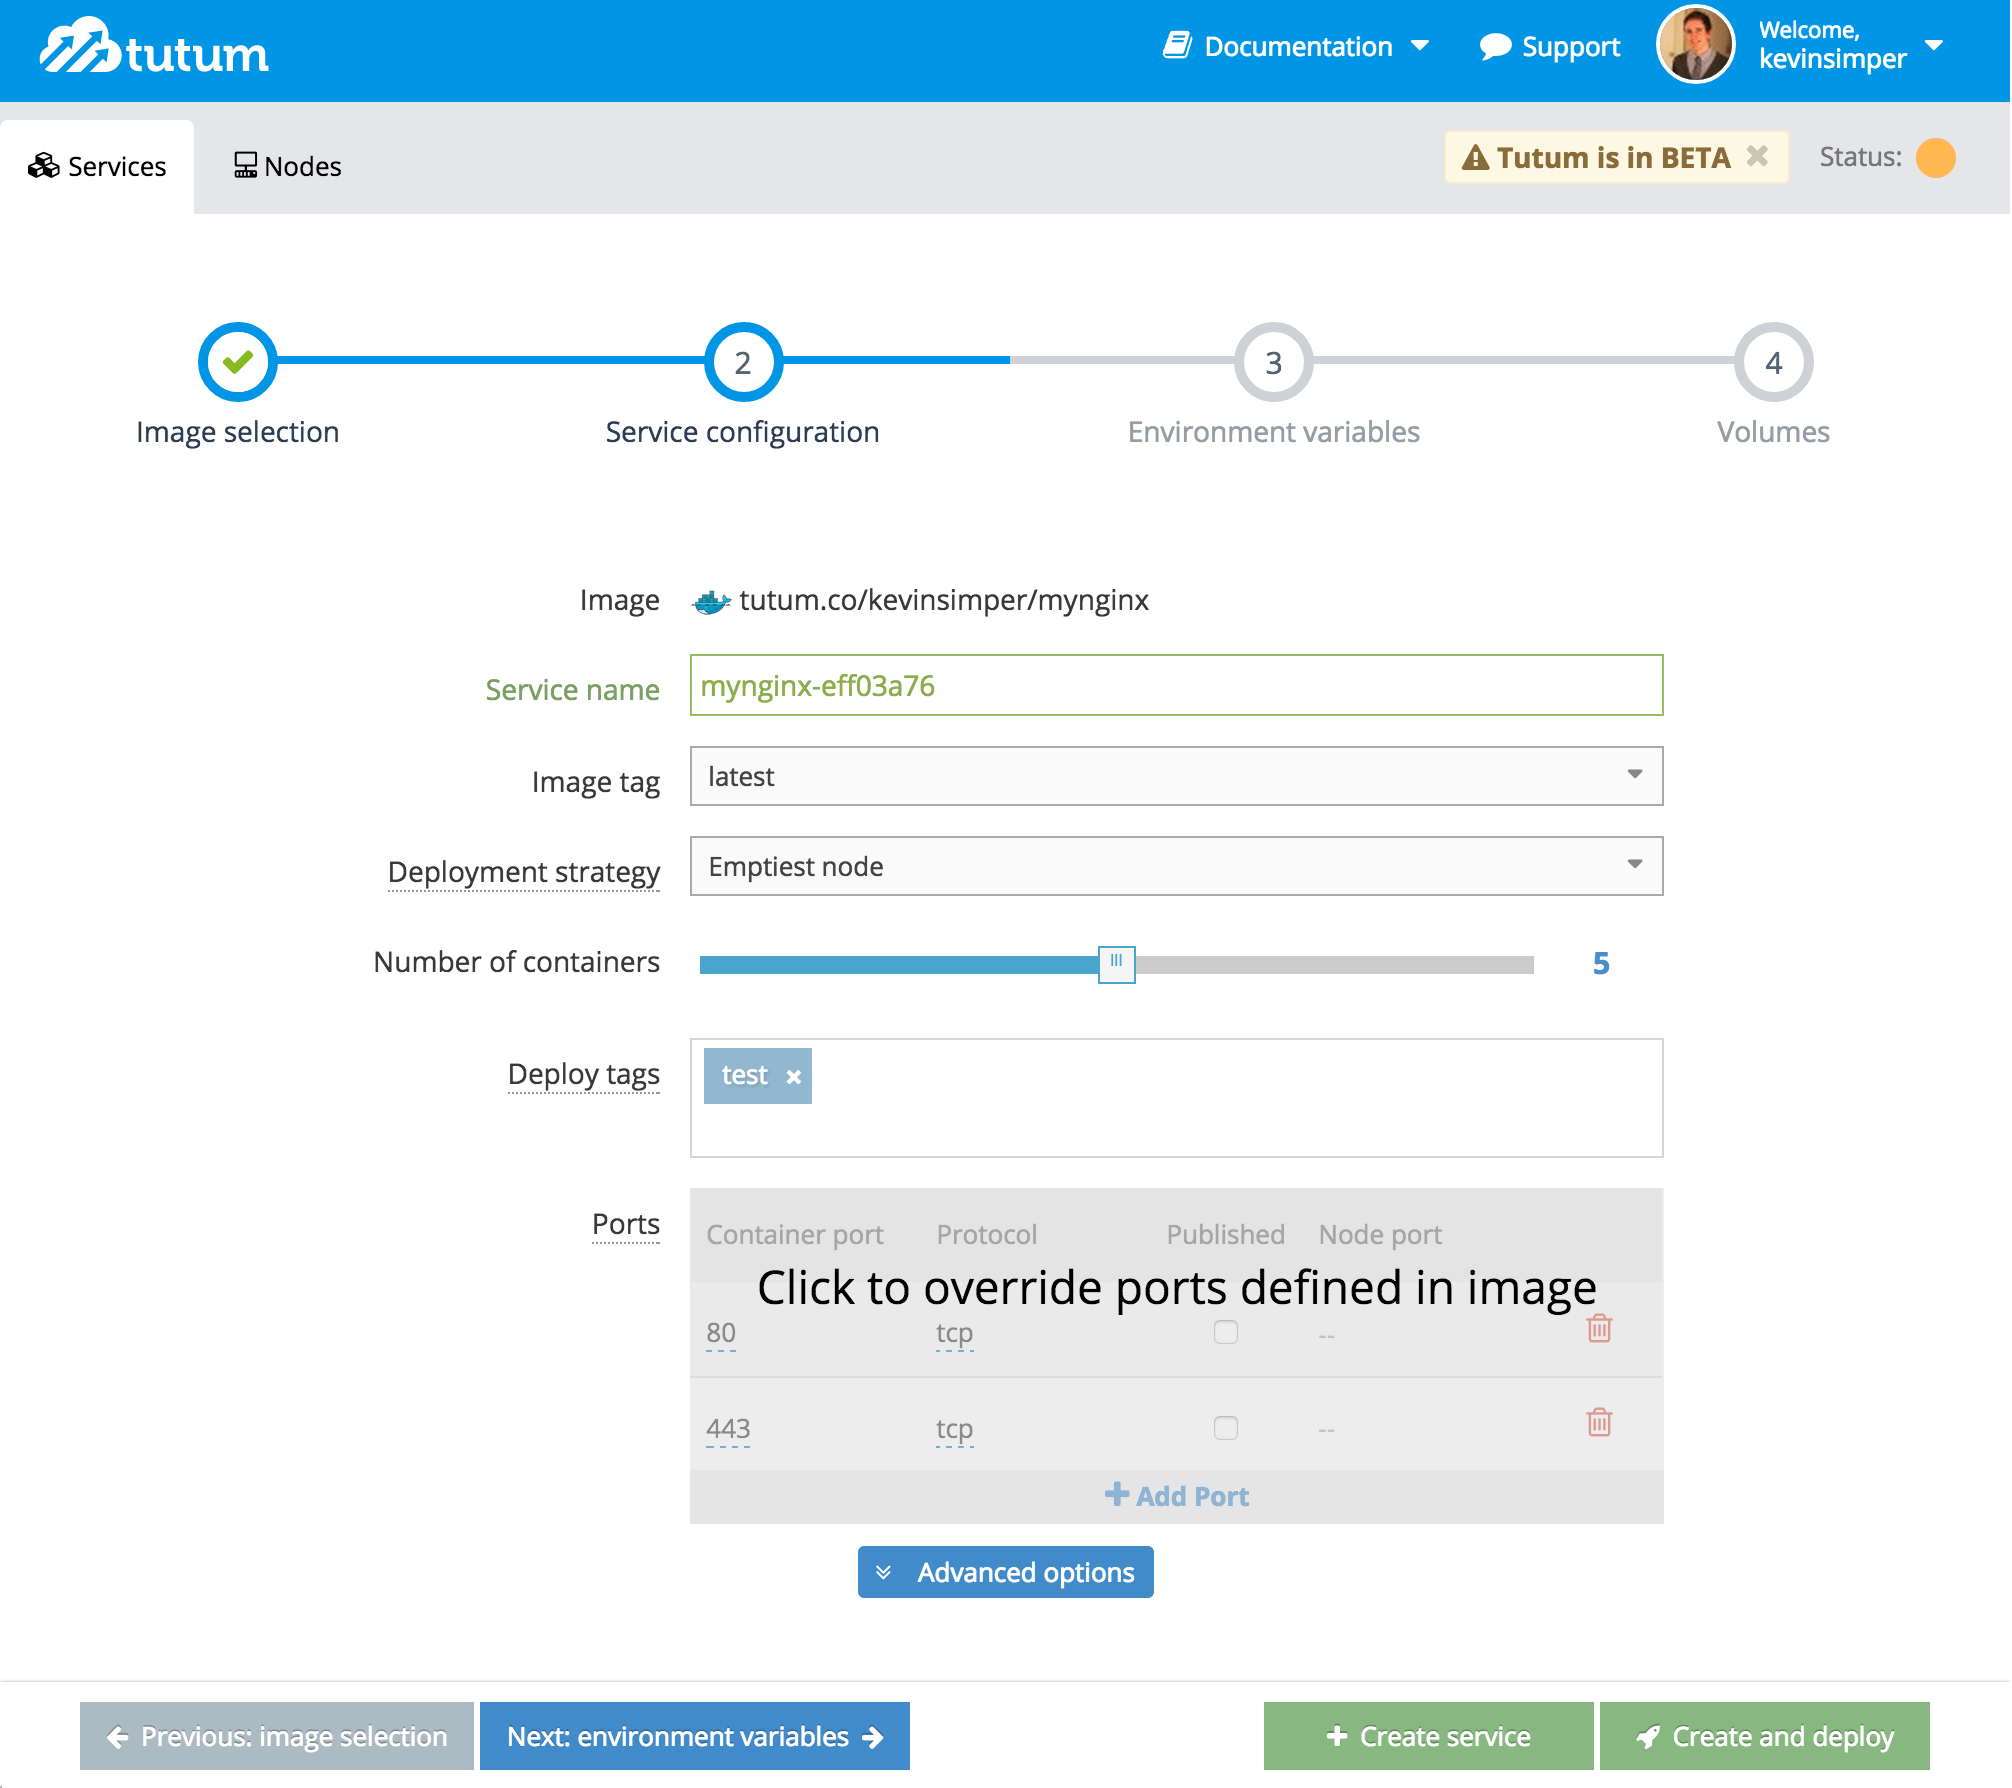 tutum
Documentation
Support
Welcome,
kevinsimper
Services
Nodes
Tutum is in BETA
Status:
2
3
4
Image selection
Service configuration
Environment variables
Volumes
Image
tutum.co/kevinsimper/mynginx
Service name
mynginx-eff03a76
Image tag
latest
Deployment strategy
Emptiest node
Number of containers
5
Deploy tags
test
Ports
Container port Protocol Published Node port
Click to override ports defined in image
80 tcp --
443 tcp --
Add Port
Advanced options
Previous: image selection
Next: environment variables
Create service
Create and deploy